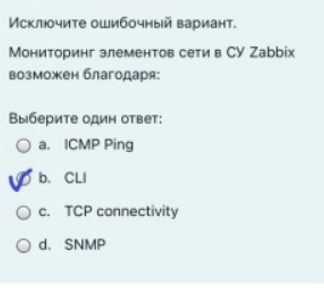 Исключите ошибочный вариант.
Мониторинг элементов сети в СУ Zabbix
возможен благодаря:
Выберите один ответ:
a. ICMP Ping
b. CLI
c. TCP connectivity
d. SNMP